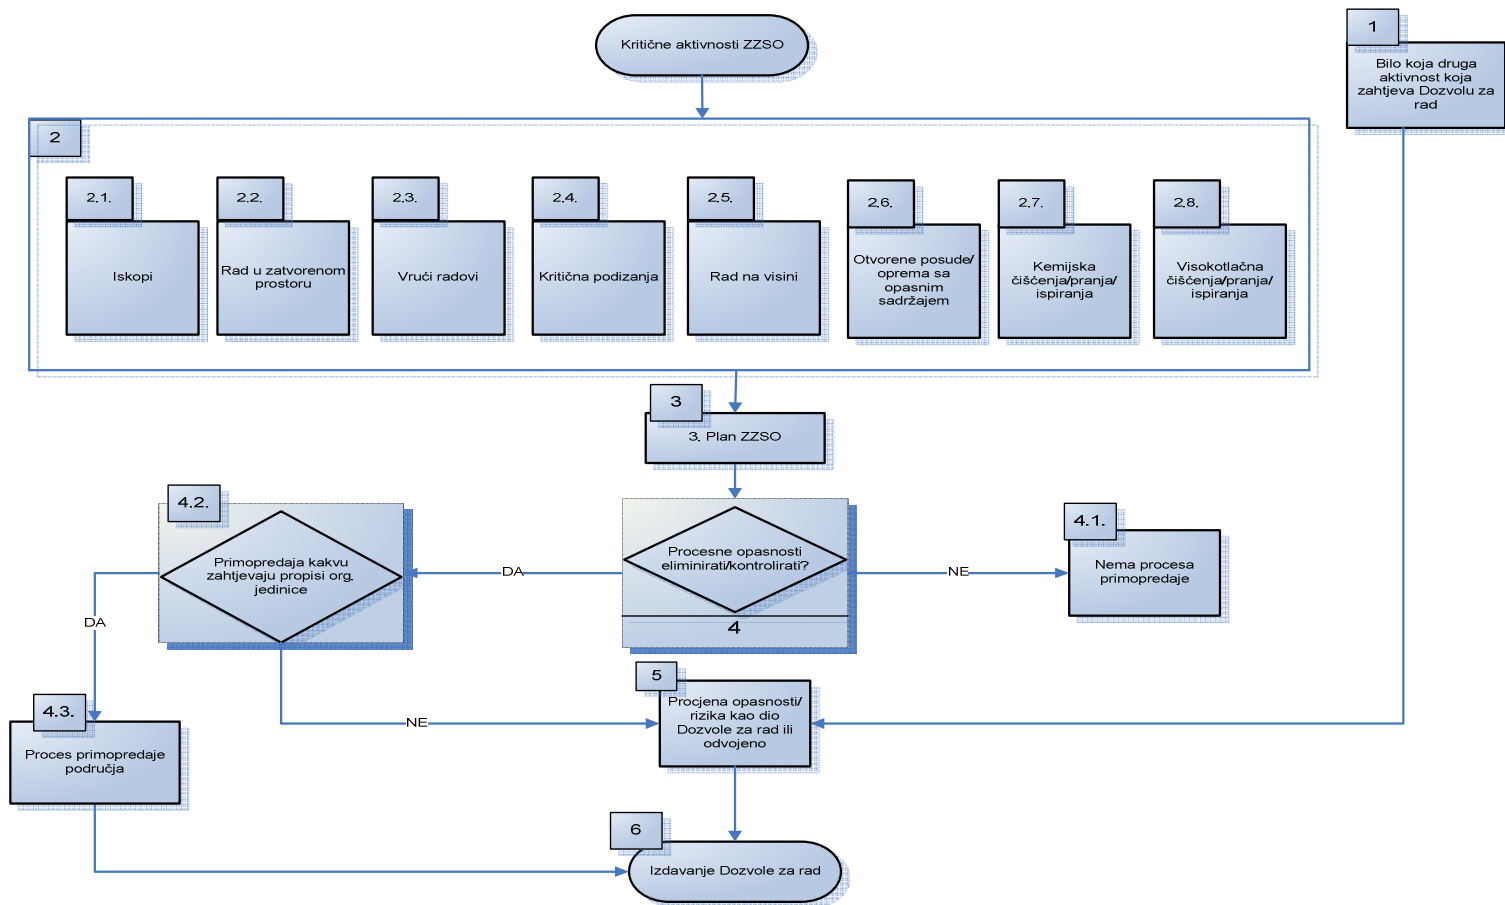 Kritične aktivnosti ZZSO
1
Bilo koja druga
aktivnost koja
zahtjeva Dozvolu za
rad
2
2.1.
Iskopi
2.2.
Rad u zatvorenom
prostoru
2.3.
Vrući radovi
2.4.
Kritična podizanja
2.5.
Rad na visini
2.6.
Otvorene posude/
oprema sa
opasnim
sadržajem
2.7.
Kemijska
čišćenja/pranja/
ispiranja
2.8.
Visokotlačna
čišćenja/pranja/
ispiranja
3
3. Plan ZZSO
4.2.
Primopredaja kakvu
zahtjevaju propisi org.
jedinice
DA
Procesne opasnosti
eliminirati/kontrolirati?
4
NE
4.1.
Nema procesa
primopredaje
DA
NE
4.3.
Proces primopredaje
područja
5
Procjena opasnosti/
rizika kao dio
Dozvole za rad ili
odvojeno
6
Izdavanje Dozvole za rad